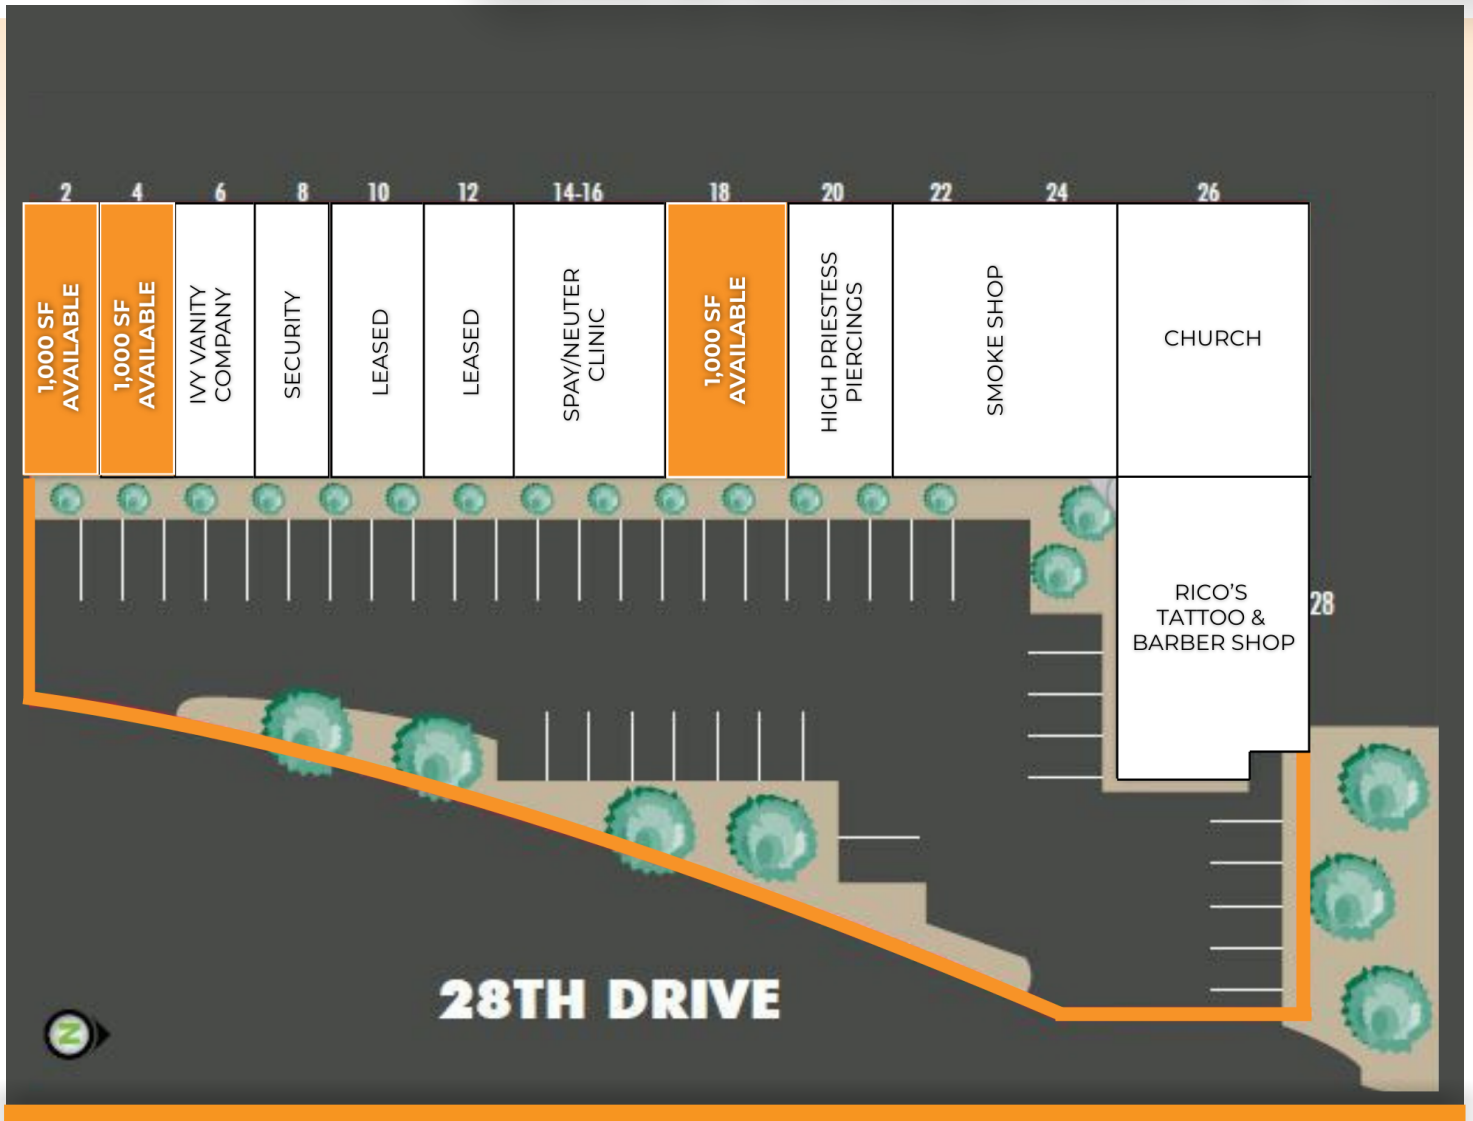 2
4
6
8
10
12
14-16
18
20
22
24
26
1,000 SF
AVAILABLE
1,000 SF
AVAILABLE
IVY VANITY
COMPANY
SECURITY
LEASED
LEASED
SPAY/NEUTER
CLINIC
1,000 SF
AVAILABLE
HIGH PRIESTESS
PIERCINGS
SMOKE SHOP
CHURCH
RICO'S
TATTOO &
BARBER SHOP
28
28TH DRIVE
N